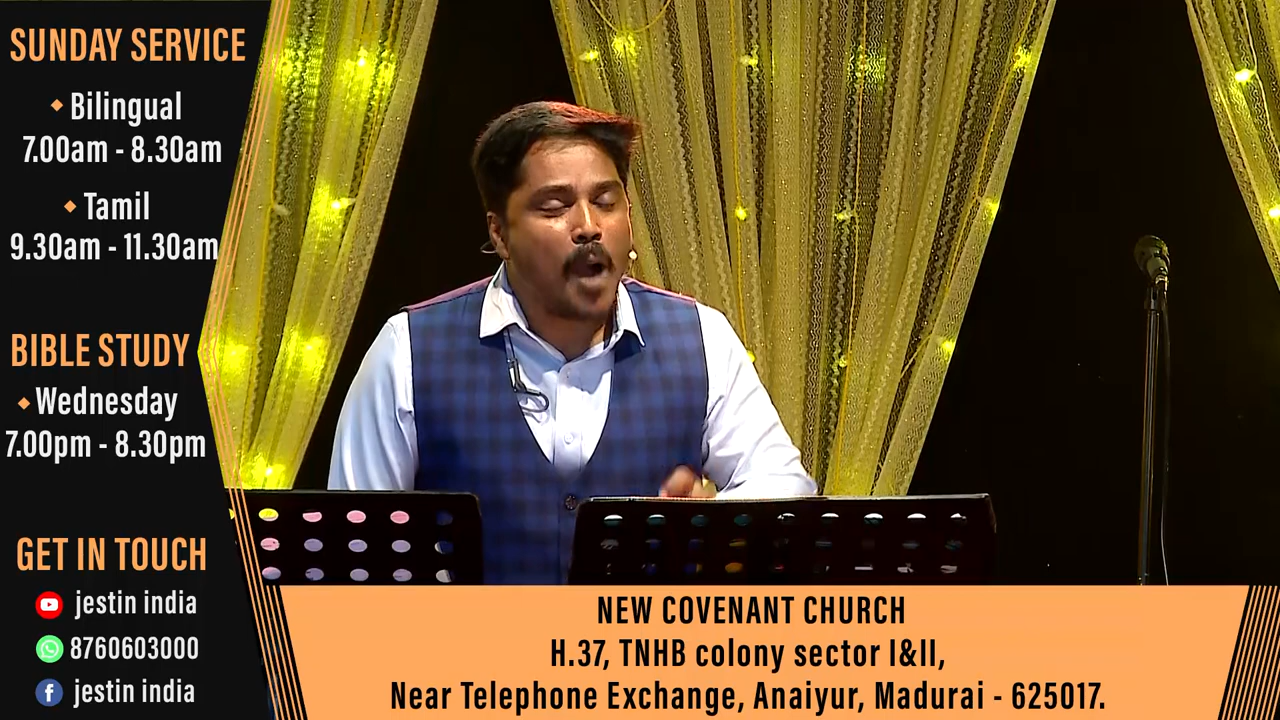 SUNDAY SERVICE
Bilingual
7.00am - 8.30am
Tamil
9.30am - 11.30am
BIBLE STUDY
Wednesday
7.00pm - 8.30pm
GET IN TOUCH
jestin india
8760603000
jestin india
NEW COVENANT CHURCH
H.37, TNHB colony sector I&II,
Near Telephone Exchange, Anaiyur, Madurai - 625017.